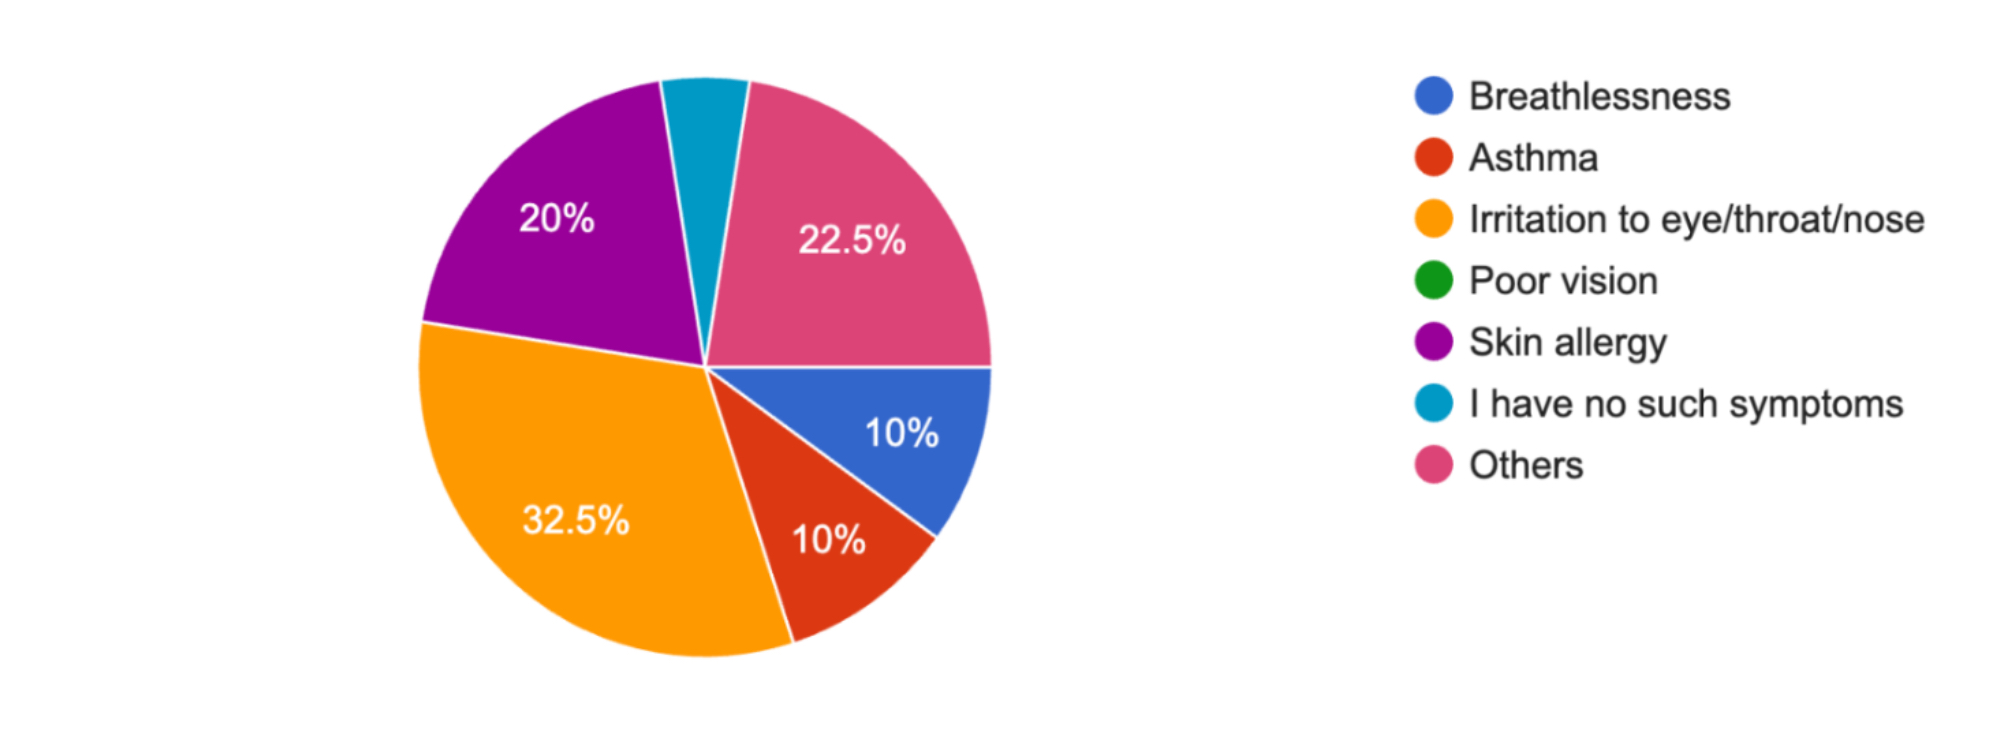 20%
22.5%
10%
32.5%
10%
Breathlessness
Asthma
Irritation to eye/throat/nose
Poor vision
Skin allergy
I have no such symptoms
Others